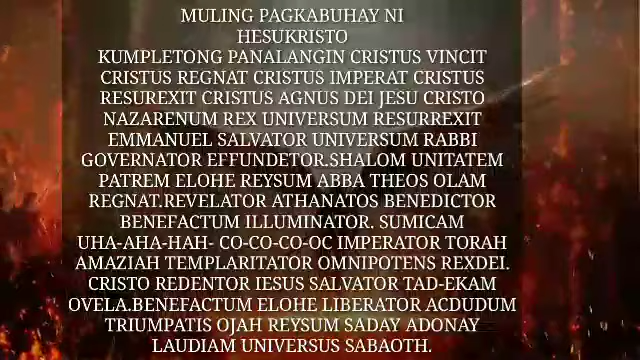 MULING PAGKABUHAY NI
HESUKRISTO
KUMPLETONG PANALANGIN CRISTUS VINCIT
CRISTUS REGNAT CRISTUS IMPERAT CRISTUS
RESUREXIT CRISTUS AGNUS DEI JESU CRISTO
NAZARENUM REX UNIVERSUM RESURREXIT
EMMANUEL SALVATOR UNIVERSUM RABBI
GOVERNATOR EFFUNDETOR.SHALOM UNITATEM
PATREM ELOHE REYSUM ABBA THEOS OLAM
REGNAT.REVELATOR ATHANATOS BENEDICTOR
BENEFACTUM ILLUMINATOR. SUMICAM
UHA-AHA-HAH- CO-CO-CO-OC IMPERATOR TORAH
AMAZIAH TEMPLARITATOR OMNIPOTENS REXDEI.
CRISTO REDENTOR IESUS SALVATOR TAD-EKAM
OVELA.BENEFACTUM ELOHE LIBERATOR ACDUDUM
TRIUMPATIS OJAH REYSUM SADAY ADONAY
LAUDIAM UNIVERSUS SABAOTH.